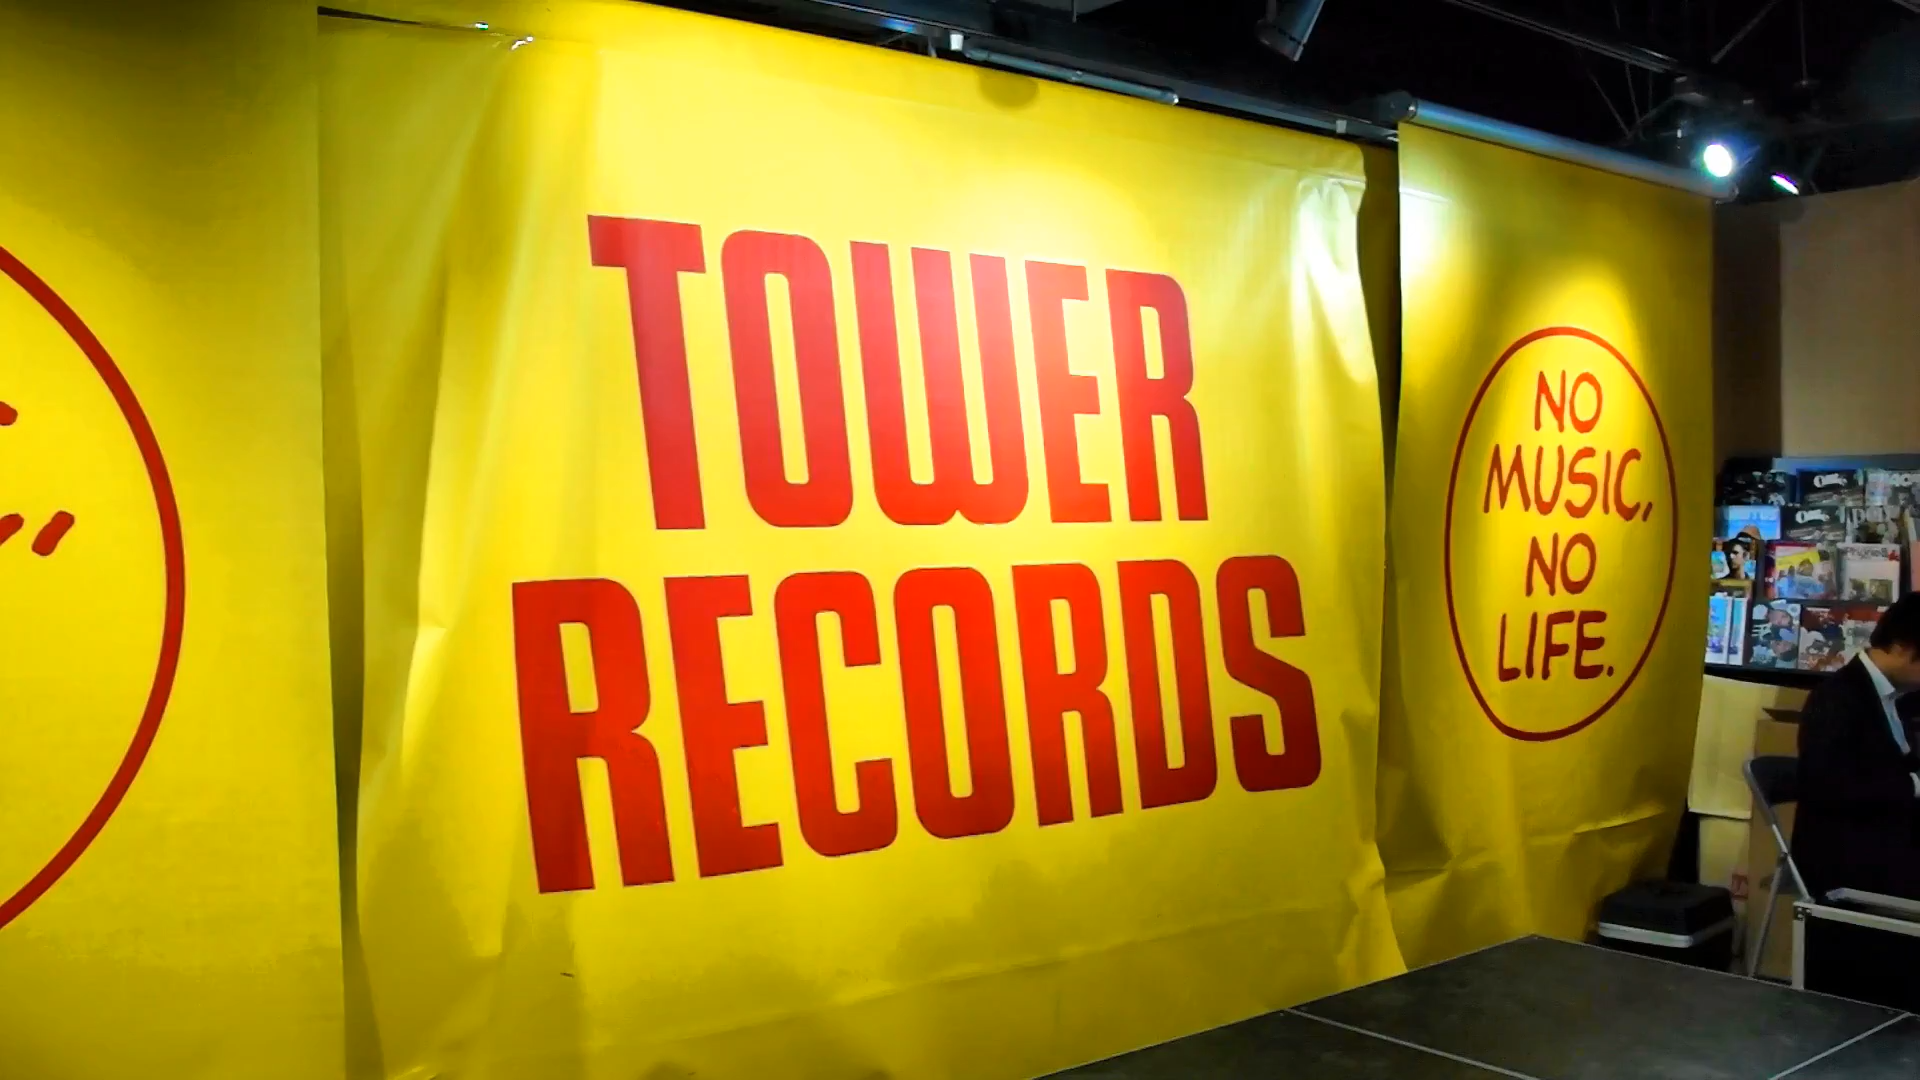 TOWER
RECORDS
NO
MUSIC,
NO
LIFE.